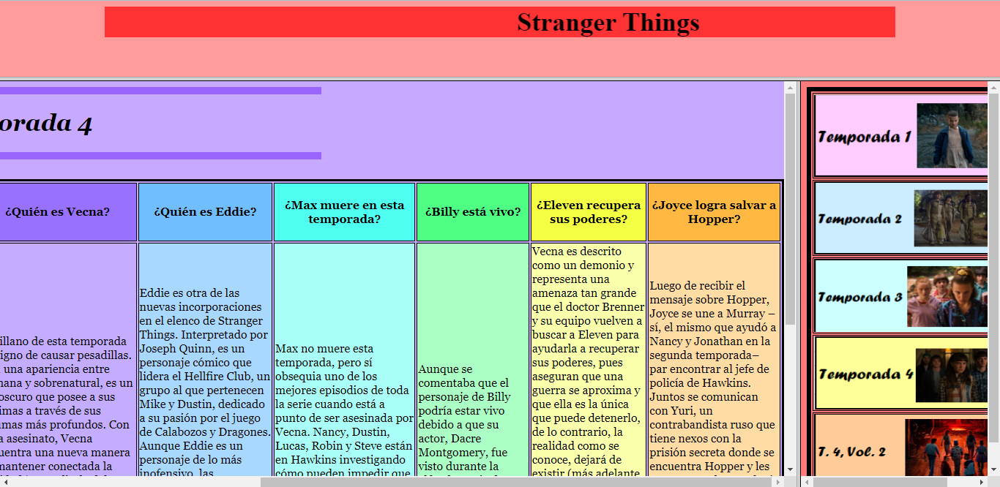 Stranger Things
orada 4
¿Quién es Vecna?
¿Quién es Eddie?
¿Max muere en esta
temporada?
¿Billy está vivo?
¿Eleven recupera
sus poderes?
¿Joyce logra salvar a
Hopper?
illano de esta temporada
igno de causar pesadillas.
una apariencia entre
nana y sobrenatural, es un
oscuro que posee a sus
imas a través de sus
umas más profundos. Con
a asesinato, Vecna
uentra una nueva manera
mantener conectada la
Eddie es otra de las
nuevas incorporaciones
en el elenco de Stranger
Things. Interpretado por
Joseph Quinn, es un
personaje cómico que
lidera el Hellfire Club, un
grupo al que pertenecen
Mike y Dustin, dedicado
a su pasión por el juego
de Calabozos y Dragones.
Aunque Eddie es un
personaje de lo más
inofensivo, las
Max no muere esta
temporada, pero sí
obsequia uno de los
mejores episodios de toda
la serie cuando está a
punto de ser asesinada por
Vecna. Nancy, Dustin,
Lucas, Robin y Steve están
en Hawkins investigando
cómo pueden impedir que
Aunque se
comentaba que el
personaje de Billy
podría estar vivo
debido a que su
actor, Dacre
Montgomery, fue
visto durante la
Vecna es descrito
como un demonio y
representa una
amenaza tan grande
que el doctor Brenner
y su equipo vuelven a
buscar a Eleven para
ayudarla a recuperar
sus poderes, pues
aseguran que una
guerra se aproxima y
que ella es la única
que puede detenerlo,
de lo contrario, la
realidad como se
conoce, dejará de
existir (más adelante
Luego de recibir el
mensaje sobre Hopper,
Joyce se une a Murray –
sí, el mismo que ayudó a
Nancy y Jonathan en la
segunda temporada–
par encontrar al jefe de
policía de Hawkins.
Juntos se comunican
con Yuri, un
contrabandista ruso que
tiene nexos con la
prisión secreta donde se
encuentra Hopper y les
Temporada 1
Temporada 2
Temporada 3
Temporada 4
T. 4, Vol. 2